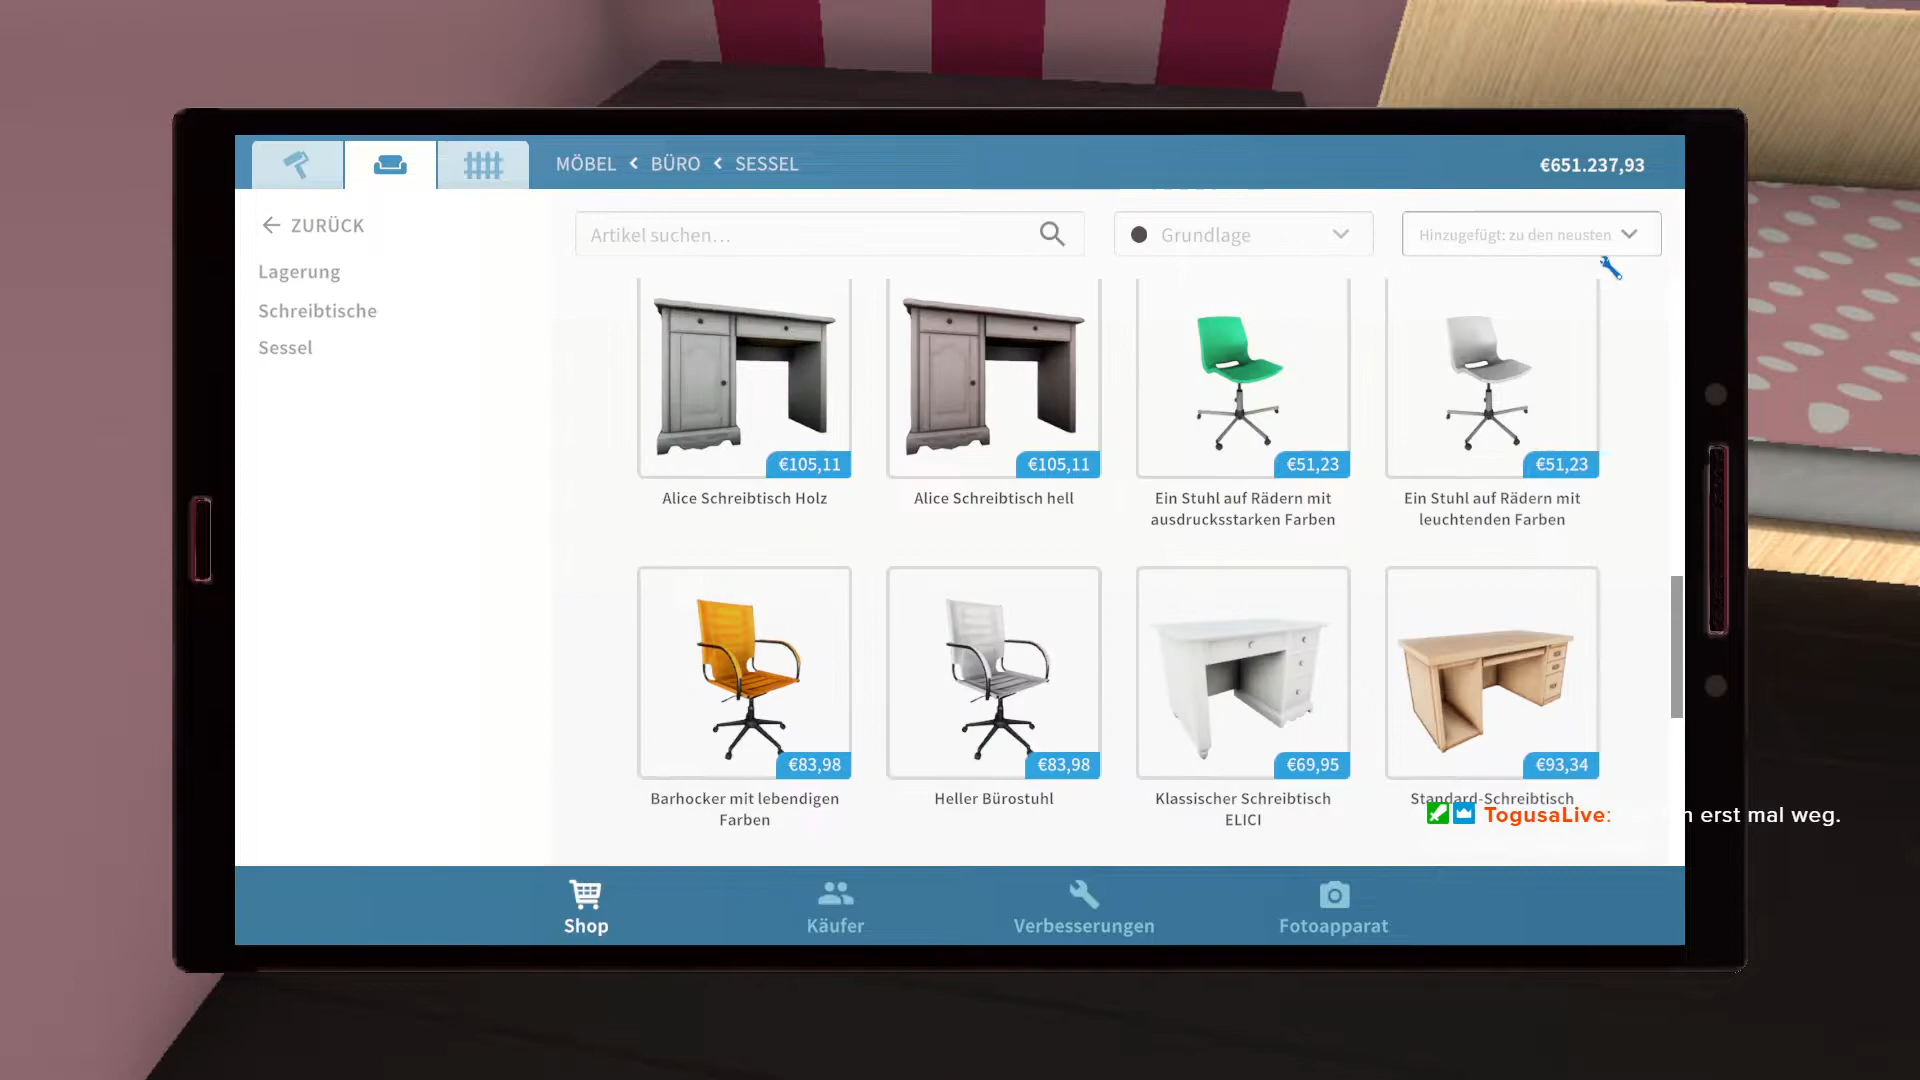 MÖBEL < BÜRO < SESSEL
€651.237,93
ZURÜCK
Lagerung
Schreibtische
Sessel
Artikel suchen...
Grundlage
Hinzugefügt: zu den neusten
€105,11
€105,11
€51,23
€51,23
Alice Schreibtisch Holz
Alice Schreibtisch hell
Ein Stuhl auf Rädern mit
ausdrucksstarken Farben
Ein Stuhl auf Rädern mit
leuchtenden Farben
€83,98
€83,98
€69,95
€93,34
Barhocker mit lebendigen
Farben
Heller Bürostuhl
Klassischer Schreibtisch
ELICI
Standard-Schreibtisch
TogusaLive: erst mal weg.
Shop
Käufer
Verbesserungen
Fotoapparat